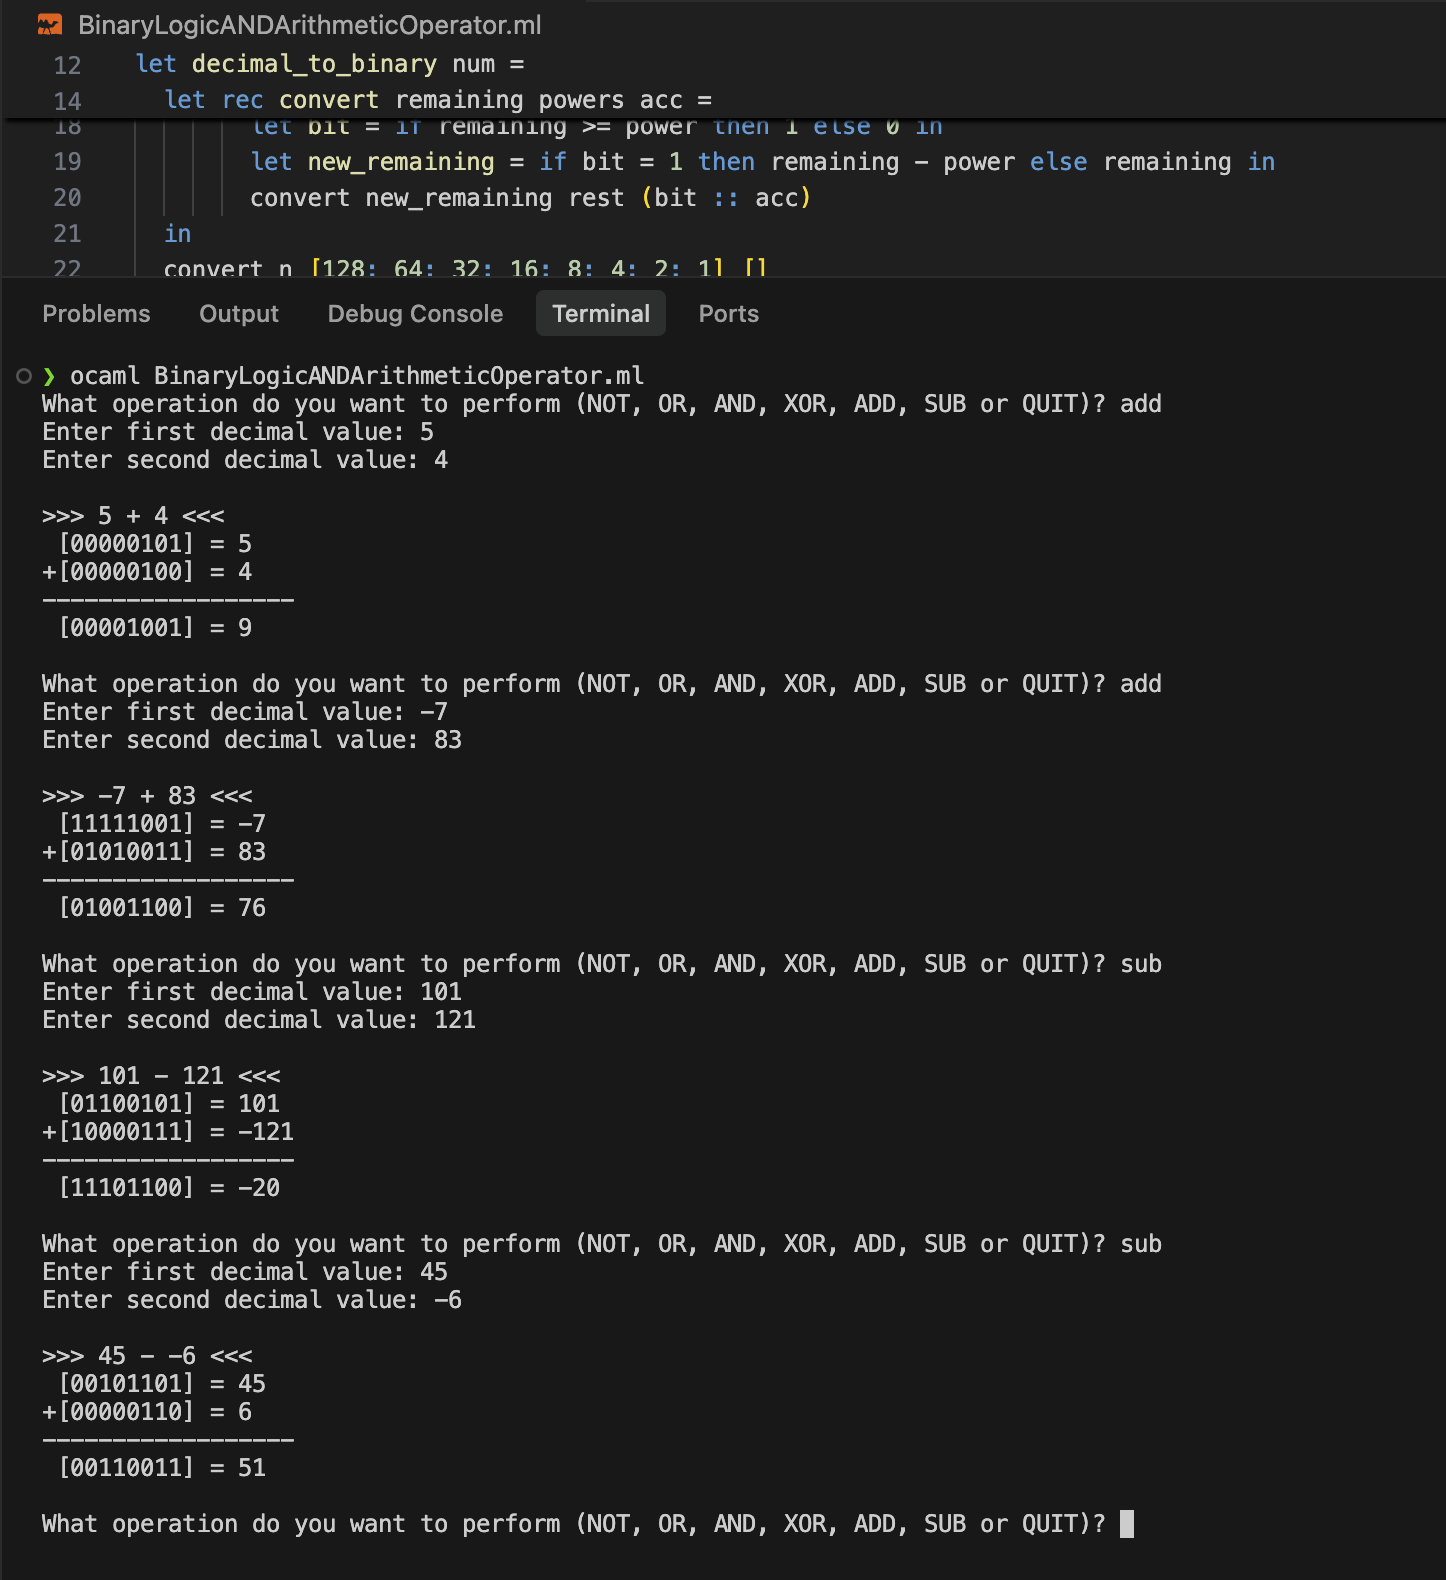 BinaryLogicANDArithmeticOperator.ml
12 let decimal_to_binary num =
14 let rec convert remaining powers acc =
18 let bit = if remaining >= power then 1 else 0 in
19 let new_remaining = if bit = 1 then remaining - power else remaining in
20 convert new_remaining rest (bit :: acc)
21 in
22 convert n [128; 64; 32; 16; 8; 4; 2; 1] []
Problems Output Debug Console Terminal Ports
❯ ocaml BinaryLogicANDArithmeticOperator.ml
What operation do you want to perform (NOT, OR, AND, XOR, ADD, SUB or QUIT)? add
Enter first decimal value: 5
Enter second decimal value: 4
>>> 5 + 4 <<<
[00000101] = 5
+[00000100] = 4
------------------
[00001001] = 9
What operation do you want to perform (NOT, OR, AND, XOR, ADD, SUB or QUIT)? add
Enter first decimal value: -7
Enter second decimal value: 83
>>> -7 + 83 <<<
[11111001] = -7
+[01010011] = 83
------------------
[01001100] = 76
What operation do you want to perform (NOT, OR, AND, XOR, ADD, SUB or QUIT)? sub
Enter first decimal value: 101
Enter second decimal value: 121
>>> 101 - 121 <<<
[01100101] = 101
+[10000111] = -121
------------------
[11101100] = -20
What operation do you want to perform (NOT, OR, AND, XOR, ADD, SUB or QUIT)? sub
Enter first decimal value: 45
Enter second decimal value: -6
>>> 45 - -6 <<<
[00101101] = 45
+[00000110] = 6
------------------
[00110011] = 51
What operation do you want to perform (NOT, OR, AND, XOR, ADD, SUB or QUIT)?